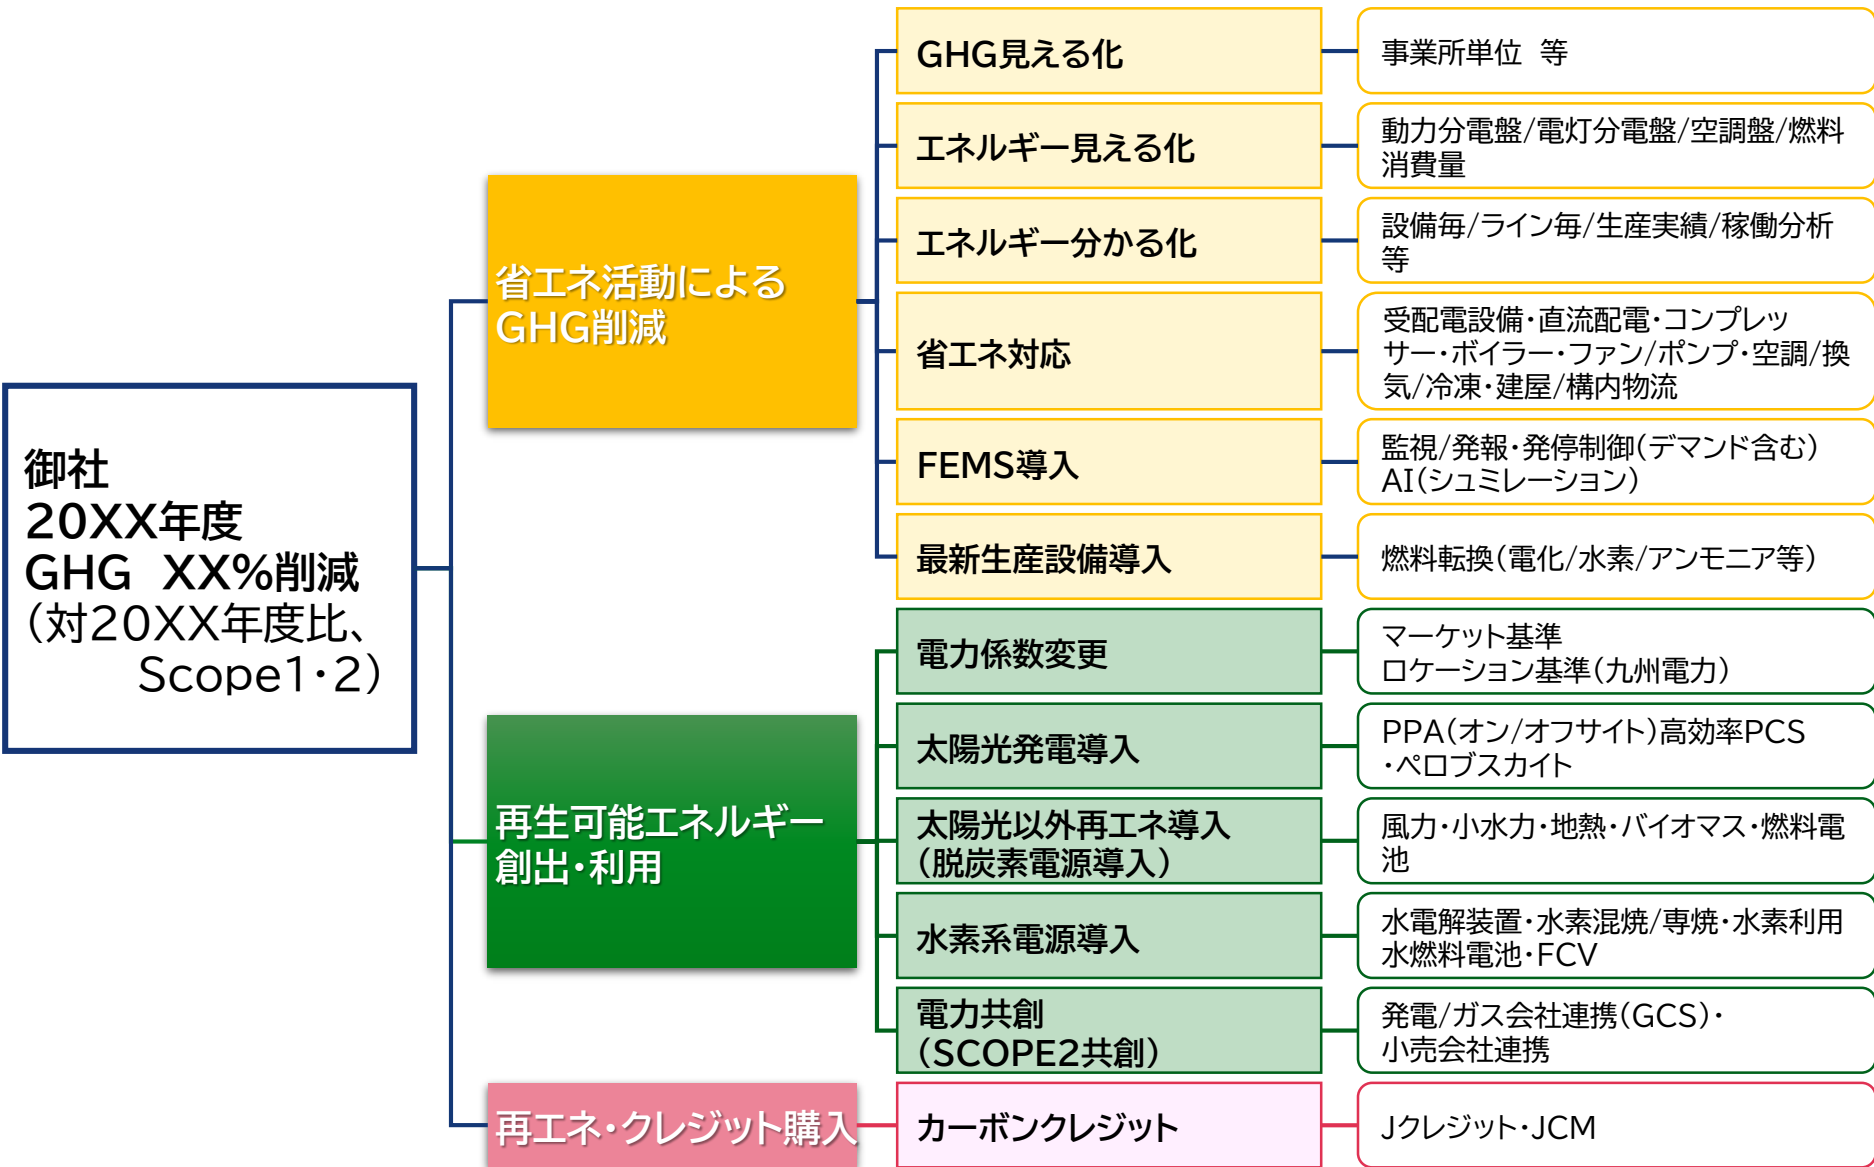 御社
20XX年度
GHG　XX%削減
（対20XX年度比、
Scope1・2）
省エネ活動による
GHG削減
GHG見える化
事業所単位　等
エネルギー見える化
動力分電盤/電灯分電盤/空調盤/燃料
消費量
エネルギー分かる化
設備毎/ライン毎/生産実績/稼働分析
等
省エネ対応
受配電設備・直流配電・コンプレッ
サー・ボイラー・ファン/ポンプ・空調/換
気/冷凍・建屋/構内物流
FEMS導入
監視/発報・発停制御(デマンド含む)
AI(シュミレーション)
最新生産設備導入
燃料転換(電化/水素/アンモニア等)
再生可能エネルギー
創出・利用
電力係数変更
マーケット基準
ロケーション基準(九州電力)
太陽光発電導入
PPA(オン/オフサイト)高効率PCS
・ペロブスカイト
太陽光以外再エネ導入
（脱炭素電源導入）
風力・小水力・地熱・バイオマス・燃料電
池
水素系電源導入
水電解装置・水素混焼/専焼・水素利用
水燃料電池・FCV
電力共創
（SCOPE2共創）
発電/ガス会社連携(GCS)・
小売会社連携
再エネ・クレジット購入
カーボンクレジット
Jクレジット・JCM